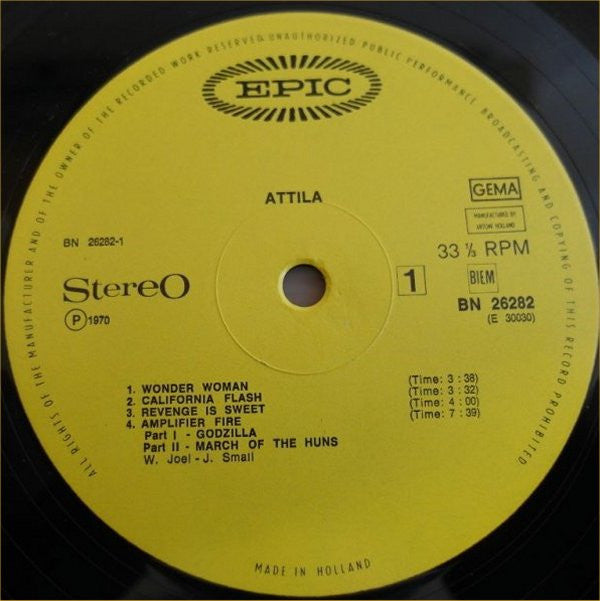 ALL RIGHTS OF THE MANUFACTURER AND OF THE OWNER OF THE RECORDED WORK RESERVED. UNAUTHORIZED PUBLIC PERFORMANCE BROADCASTING AND COPYING OF THIS RECORD PROHIBITED
EPIC
ATTILA
GEMA
MANUFACTURED BY
ANTONE HOLLAND
BN 26282-1
33 ⅓ RPM
Stereo
1
BIEM
BN 26282
(E 30030)
Ⓟ 1970
1. WONDER WOMAN (Time: 3 : 38)
2. CALIFORNIA FLASH (Time: 3 : 32)
3. REVENGE IS SWEET (Time: 4 : 00)
4. AMPLIFIER FIRE (Time: 7 : 39)
Part I - GODZILLA
Part II - MARCH OF THE HUNS
W. Joel - J. Small
MADE IN HOLLAND